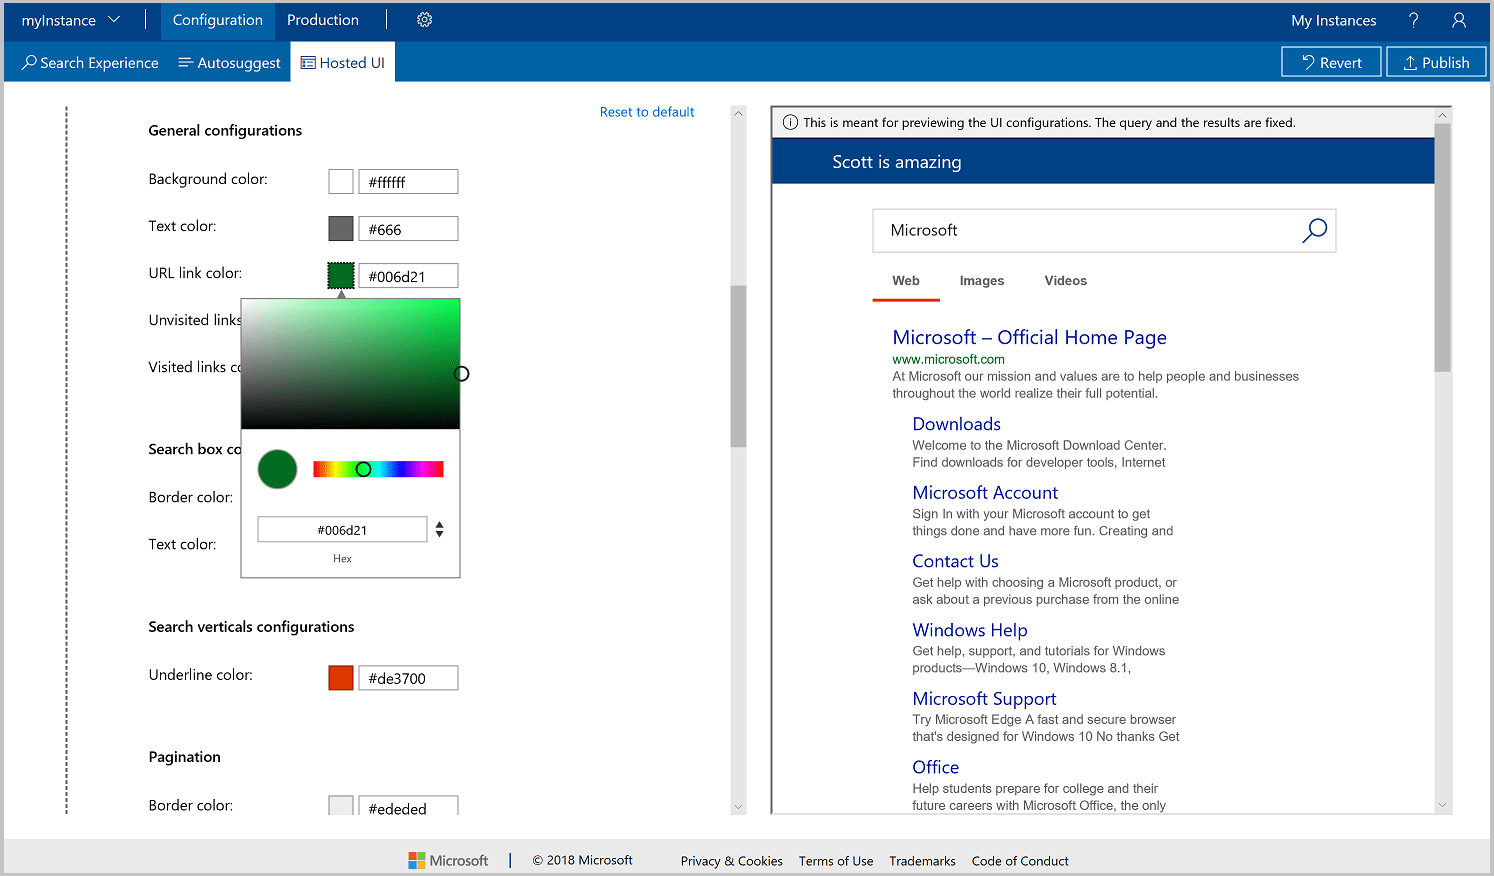 myInstance
Configuration
Production
My Instances
?
Search Experience
Autosuggest
Hosted UI
Revert
Publish
Reset to default
General configurations
Background color:
#ffffff
Text color:
#666
URL link color:
#006d21
Unvisited links
Visited links co
#006d21
Hex
Search box co
Border color:
Text color:
Search verticals configurations
Underline color:
#de3700
Pagination
Border color:
#ededed
This is meant for previewing the UI configurations. The query and the results are fixed.
Scott is amazing
Microsoft
Web
Images
Videos
Microsoft – Official Home Page
www.microsoft.com
At Microsoft our mission and values are to help people and businesses
throughout the world realize their full potential.
Downloads
Welcome to the Microsoft Download Center.
Find downloads for developer tools, Internet
Microsoft Account
Sign In with your Microsoft account to get
things done and have more fun. Creating and
Contact Us
Get help with choosing a Microsoft product, or
ask about a previous purchase from the online
Windows Help
Get help, support, and tutorials for Windows
products—Windows 10, Windows 8.1,
Microsoft Support
Try Microsoft Edge A fast and secure browser
that's designed for Windows 10 No thanks Get
Office
Help students prepare for college and their
future careers with Microsoft Office, the only
Microsoft
© 2018 Microsoft
Privacy & Cookies
Terms of Use
Trademarks
Code of Conduct